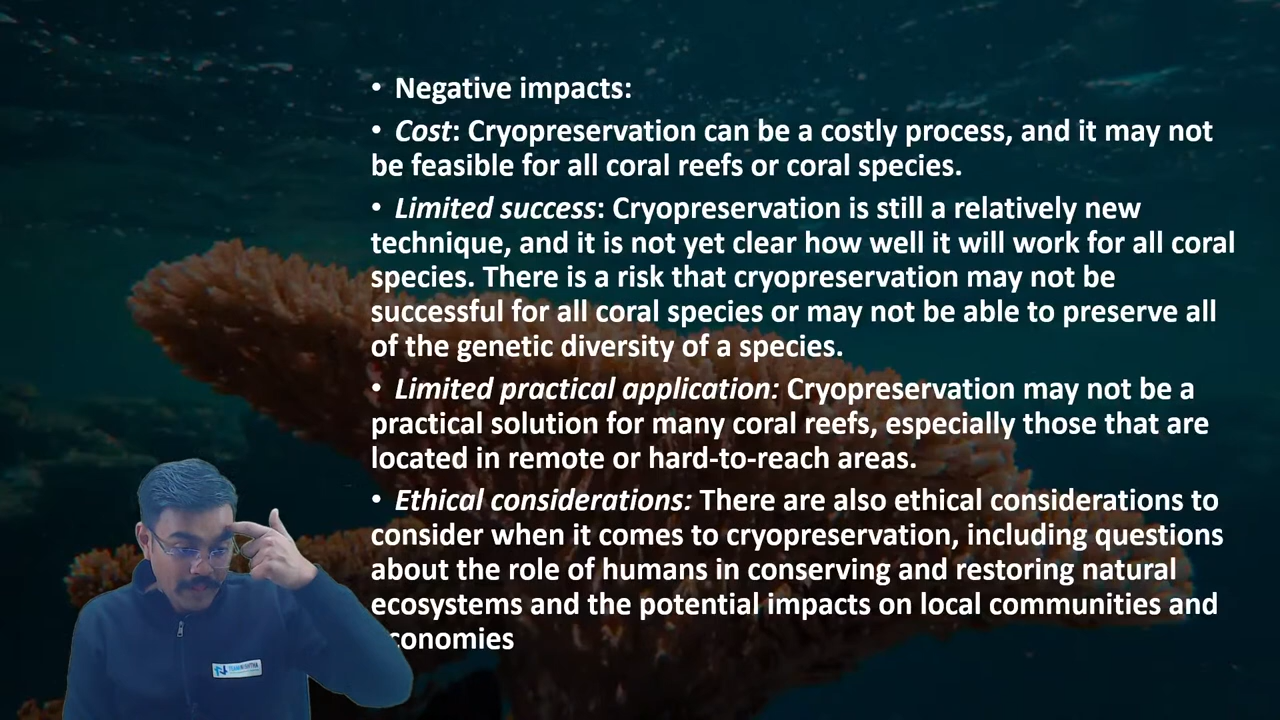 • Negative impacts:
• Cost: Cryopreservation can be a costly process, and it may not
be feasible for all coral reefs or coral species.
• Limited success: Cryopreservation is still a relatively new
technique, and it is not yet clear how well it will work for all coral
species. There is a risk that cryopreservation may not be
successful for all coral species or may not be able to preserve all
of the genetic diversity of a species.
• Limited practical application: Cryopreservation may not be a
practical solution for many coral reefs, especially those that are
located in remote or hard-to-reach areas.
• Ethical considerations: There are also ethical considerations to
consider when it comes to cryopreservation, including questions
about the role of humans in conserving and restoring natural
ecosystems and the potential impacts on local communities and
conomies